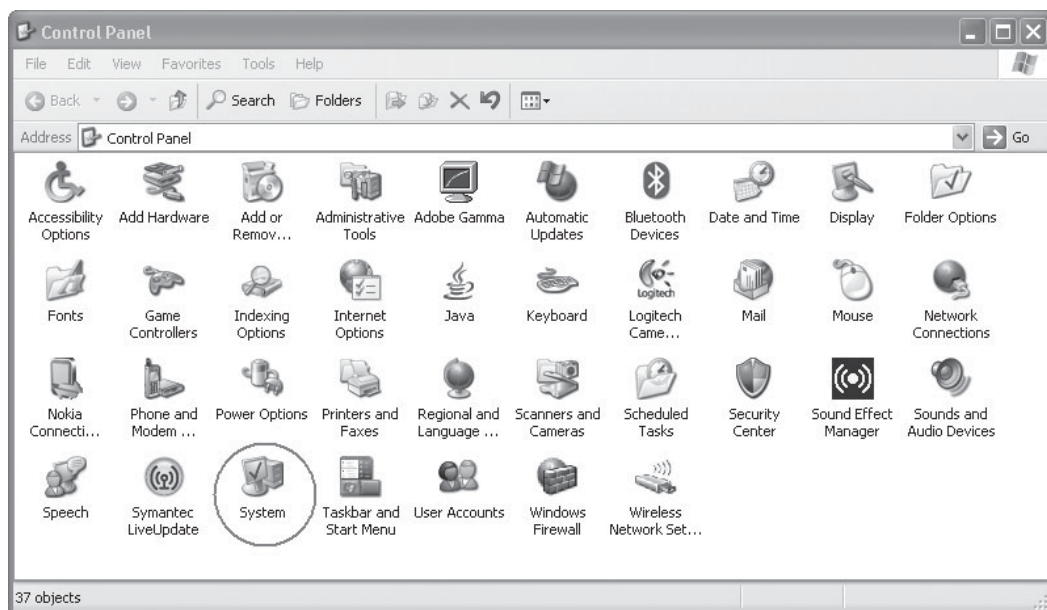 Control Panel
File Edit View Favorites Tools Help
Back Search Folders
Address Control Panel Go
Accessibility Options
Add Hardware
Add or Remov...
Administrative Tools
Adobe Gamma
Automatic Updates
Bluetooth Devices
Date and Time
Display
Folder Options
Fonts
Game Controllers
Indexing Options
Internet Options
Java
Keyboard
Logitech
Logitech Came...
Mail
Mouse
Network Connections
Nokia Connecti...
Phone and Modem ...
Power Options
Printers and Faxes
Regional and Language ...
Scanners and Cameras
Scheduled Tasks
Security Center
Sound Effect Manager
Sounds and Audio Devices
Speech
Symantec LiveUpdate
System
Taskbar and Start Menu
User Accounts
Windows Firewall
Wireless Network Set...
37 objects